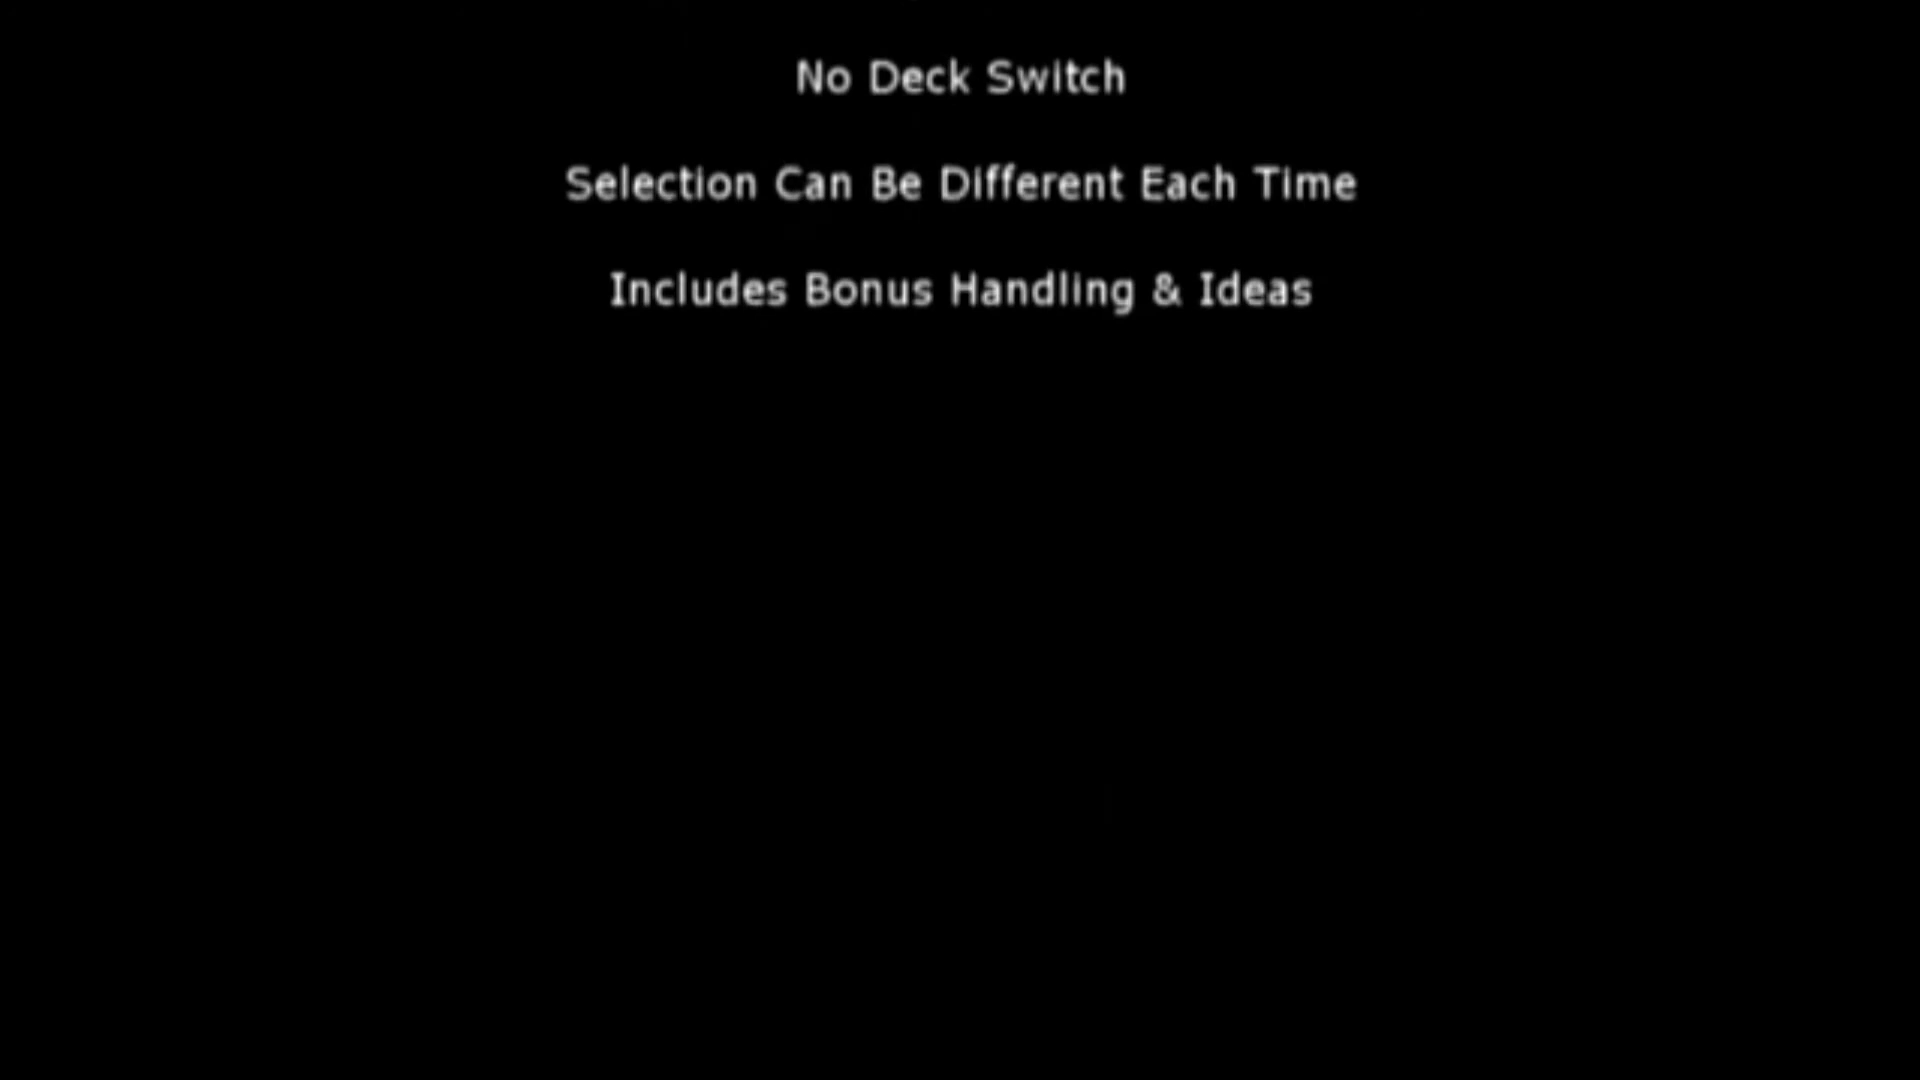 No Deck Switch
Selection Can Be Different Each Time
Includes Bonus Handling & Ideas